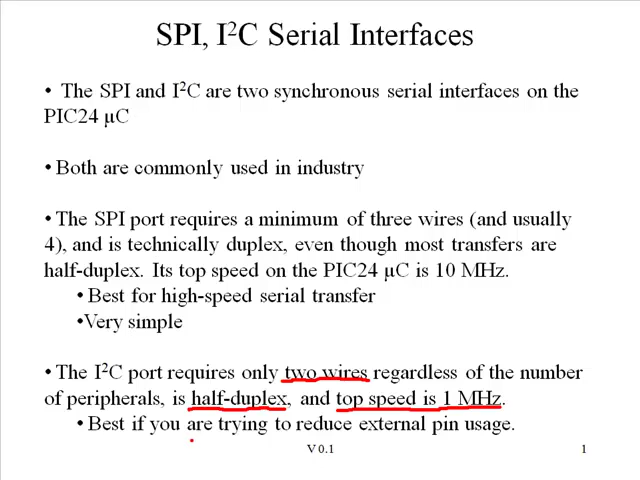 SPI, I²C Serial Interfaces
• The SPI and I²C are two synchronous serial interfaces on the
PIC24 µC
• Both are commonly used in industry
• The SPI port requires a minimum of three wires (and usually
4), and is technically duplex, even though most transfers are
half-duplex. Its top speed on the PIC24 µC is 10 MHz.
• Best for high-speed serial transfer
•Very simple
• The I²C port requires only two wires regardless of the number
of peripherals, is half-duplex, and top speed is 1 MHz.
• Best if you are trying to reduce external pin usage.
V 0.1 1